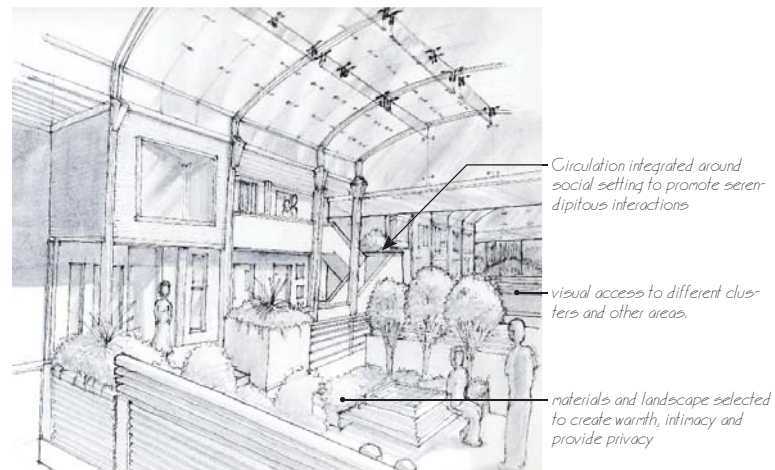 Circulation integrated around
social setting to promote seren-
dipitous interactions
visual access to different clus-
ters and other areas.
materials and landscape selected
to create warmth, intimacy and
provide privacy